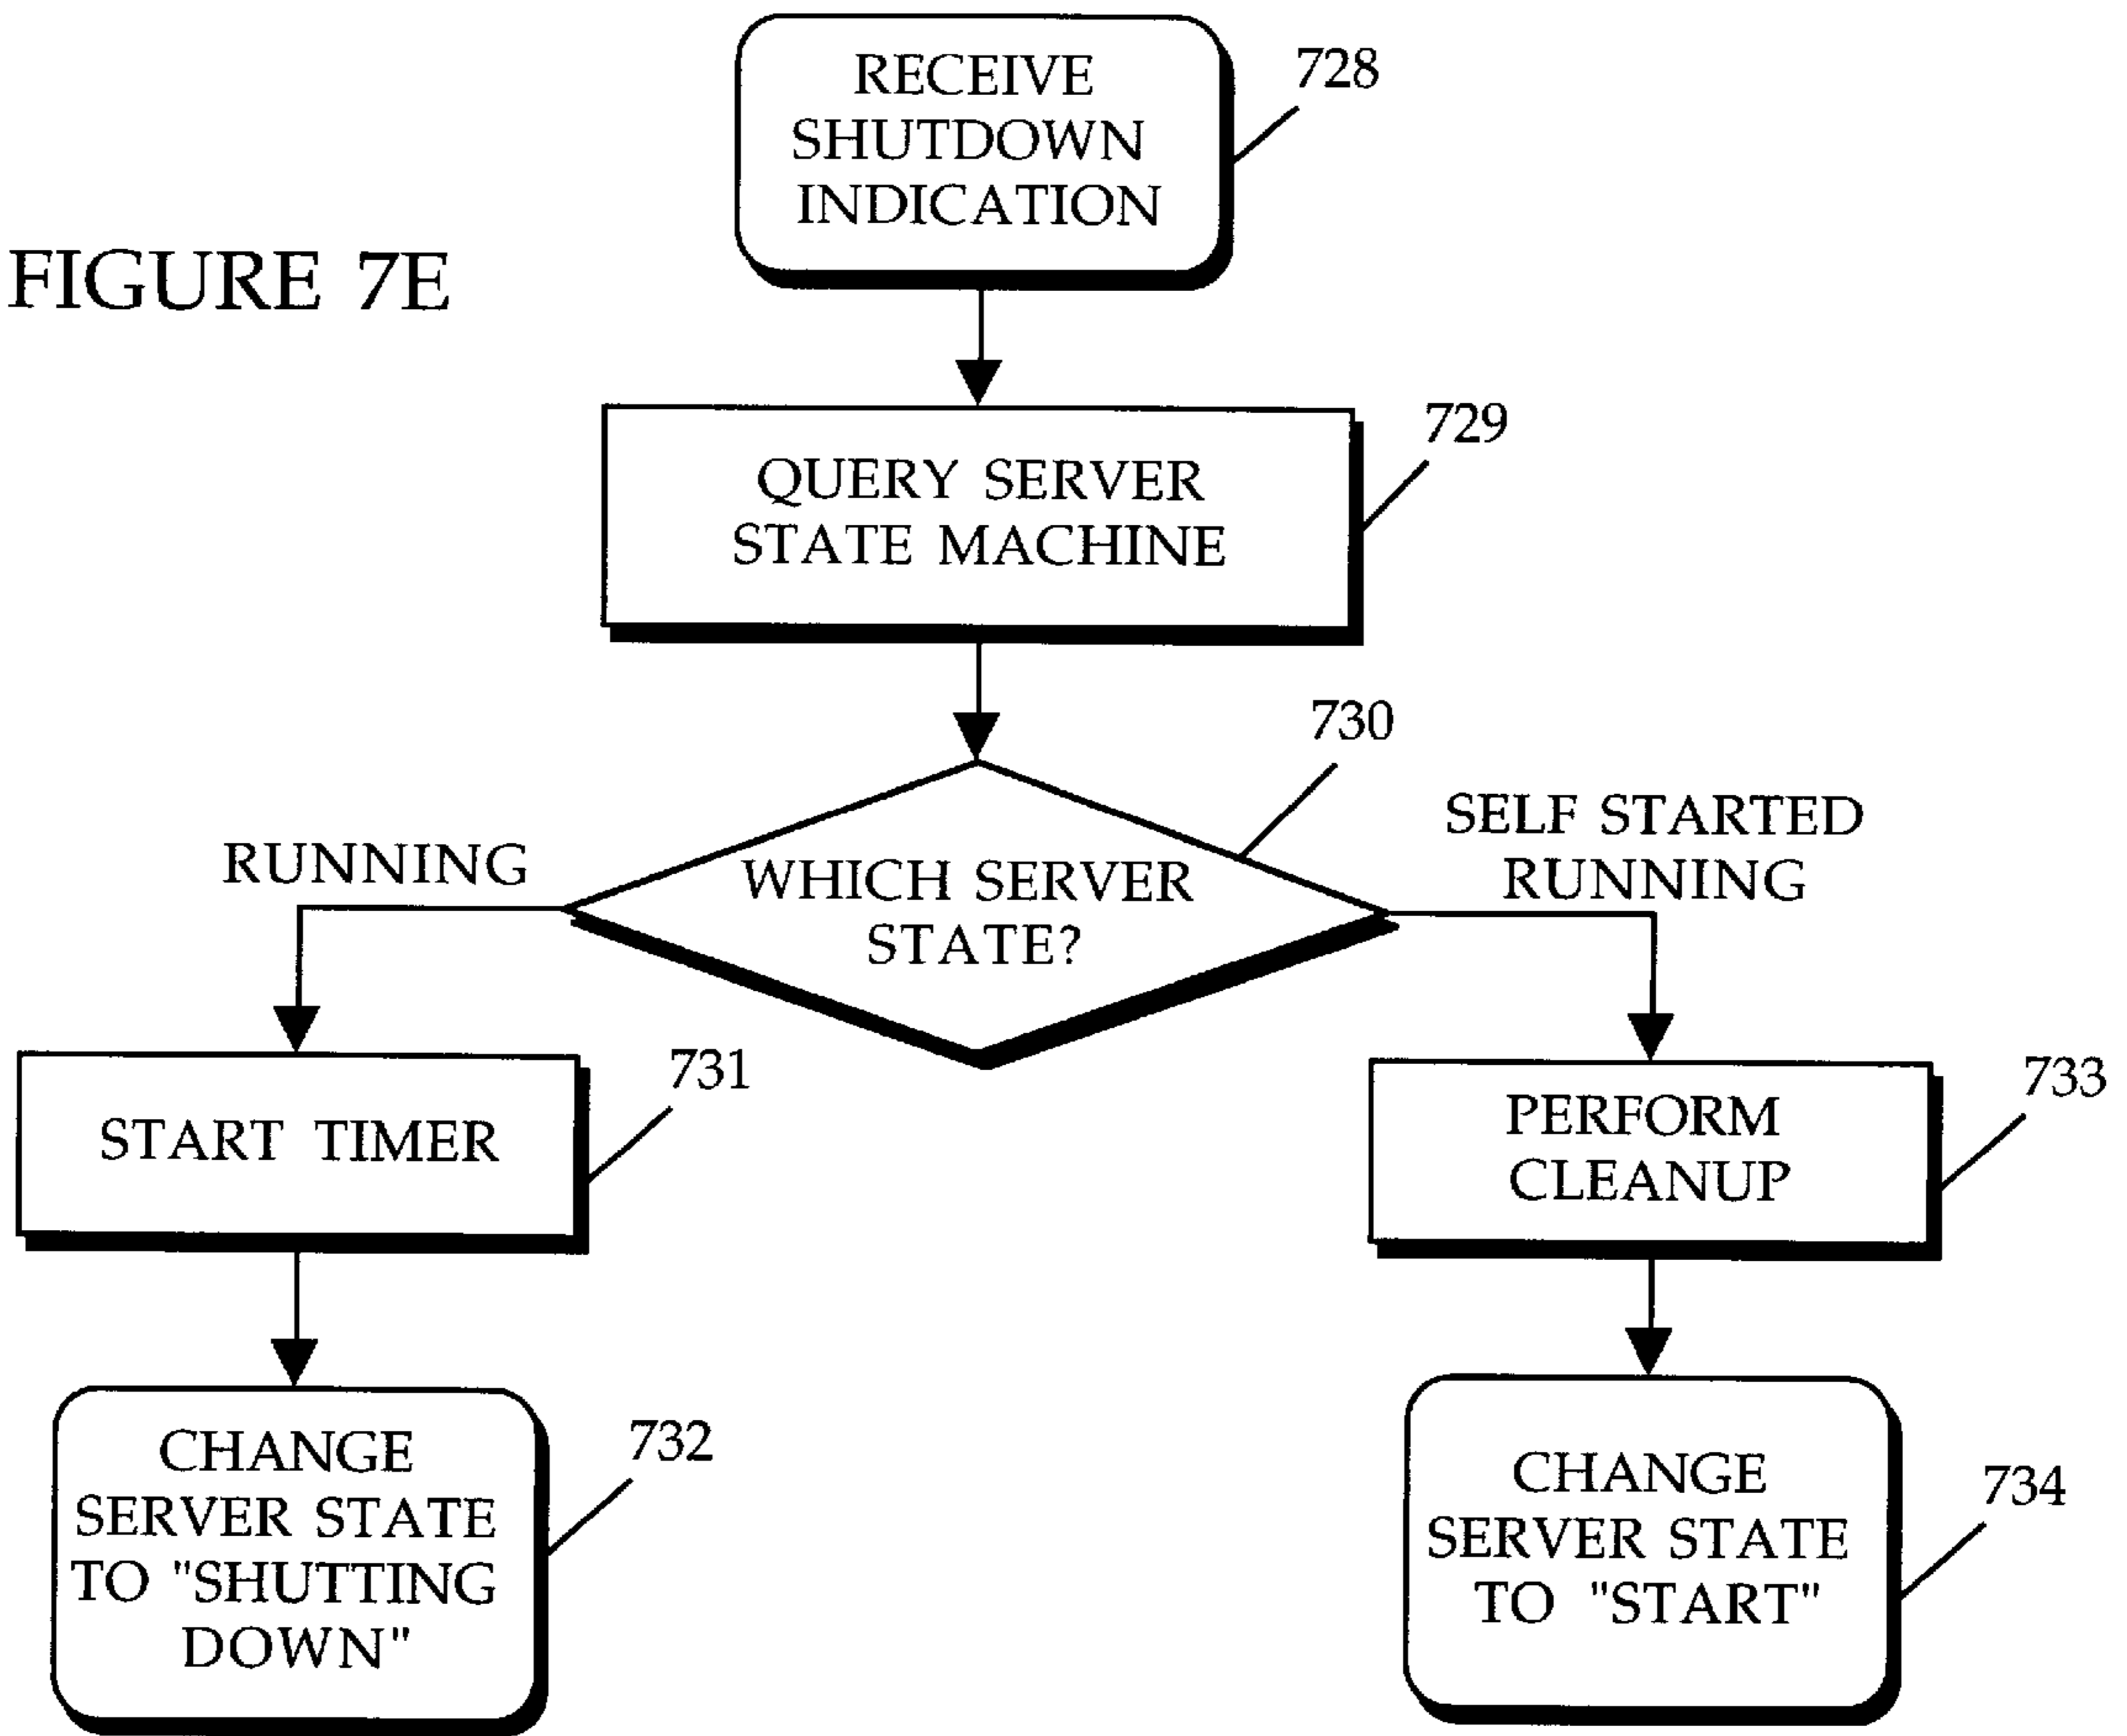 RECEIVE
SHUTDOWN
INDICATION
728
FIGURE 7E
QUERY SERVER
STATE MACHINE
729
WHICH SERVER
STATE?
730
RUNNING
SELF STARTED
RUNNING
START TIMER
731
PERFORM
CLEANUP
733
CHANGE
SERVER STATE
TO "SHUTTING
DOWN"
732
CHANGE
SERVER STATE
TO "START"
734